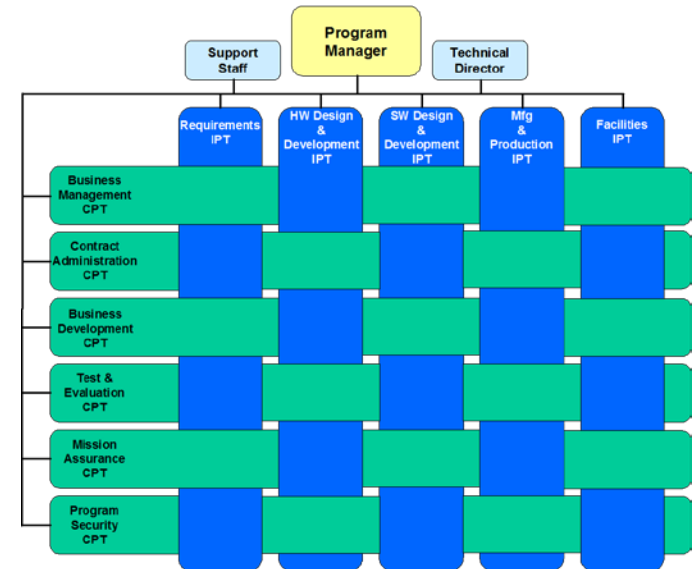 Program
Manager
Support
Staff
Technical
Director
Requirements
IPT
HW Design
&
Development
IPT
SW Design
&
Development
IPT
Mfg
&
Production
IPT
Facilities
IPT
Business
Management
CPT
Contract
Administration
CPT
Business
Development
CPT
Test &
Evaluation
CPT
Mission
Assurance
CPT
Program
Security
CPT